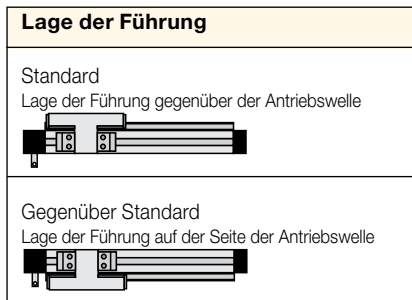 Lage der Führung
Standard
Lage der Führung gegenüber der Antriebswelle
Gegenüber Standard
Lage der Führung auf der Seite der Antriebswelle